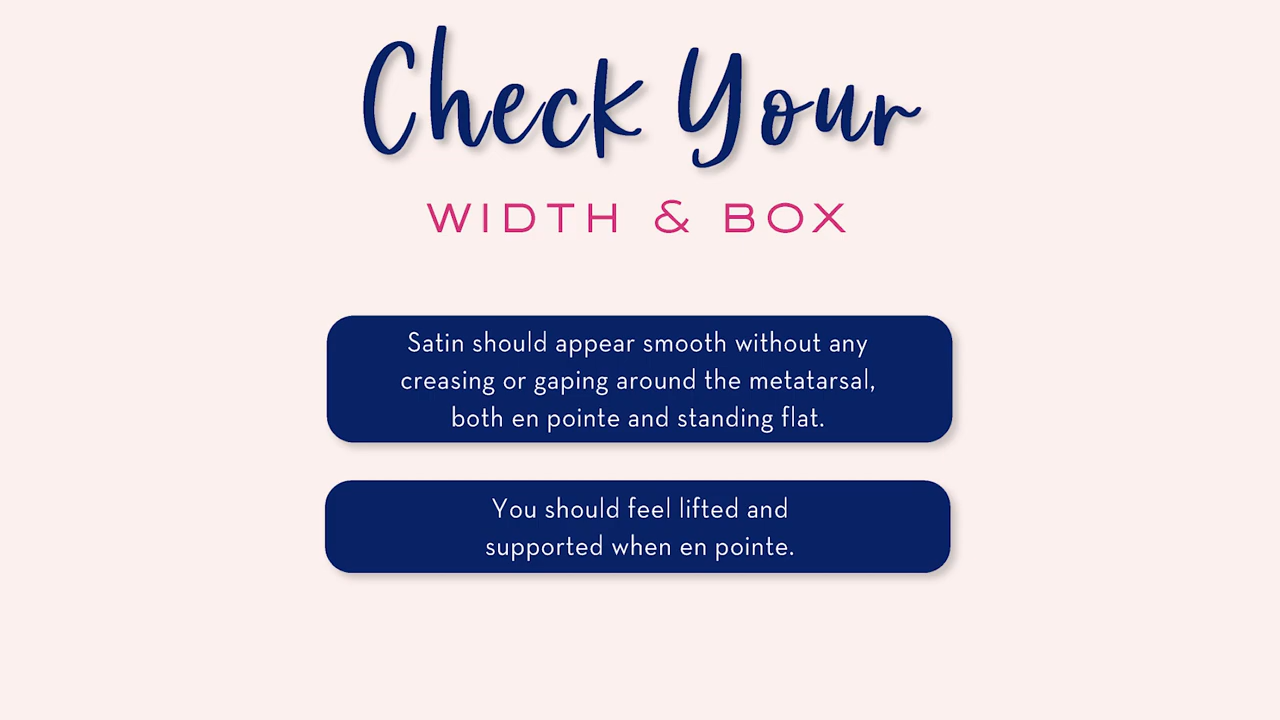 Check Your
WIDTH & BOX
Satin should appear smooth without any
creasing or gaping around the metatarsal,
both en pointe and standing flat.
You should feel lifted and
supported when en pointe.